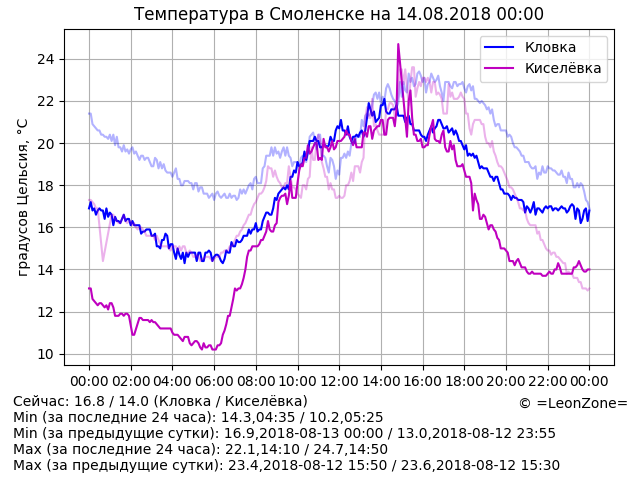 Температура в Смоленске на 14.08.2018 00:00
градусов Цельсия, °C
24
22
20
18
16
14
12
10
Кловка
Киселёвка
00:00 02:00 04:00 06:00 08:00 10:00 12:00 14:00 16:00 18:00 20:00 22:00 00:00
Сейчас: 16.8 / 14.0 (Кловка / Киселёвка)
© =LeonZone=
Min (за последние 24 часа): 14.3,04:35 / 10.2,05:25
Min (за предыдущие сутки): 16.9,2018-08-13 00:00 / 13.0,2018-08-12 23:55
Max (за последние 24 часа): 22.1,14:10 / 24.7,14:50
Max (за предыдущие сутки): 23.4,2018-08-12 15:50 / 23.6,2018-08-12 15:30